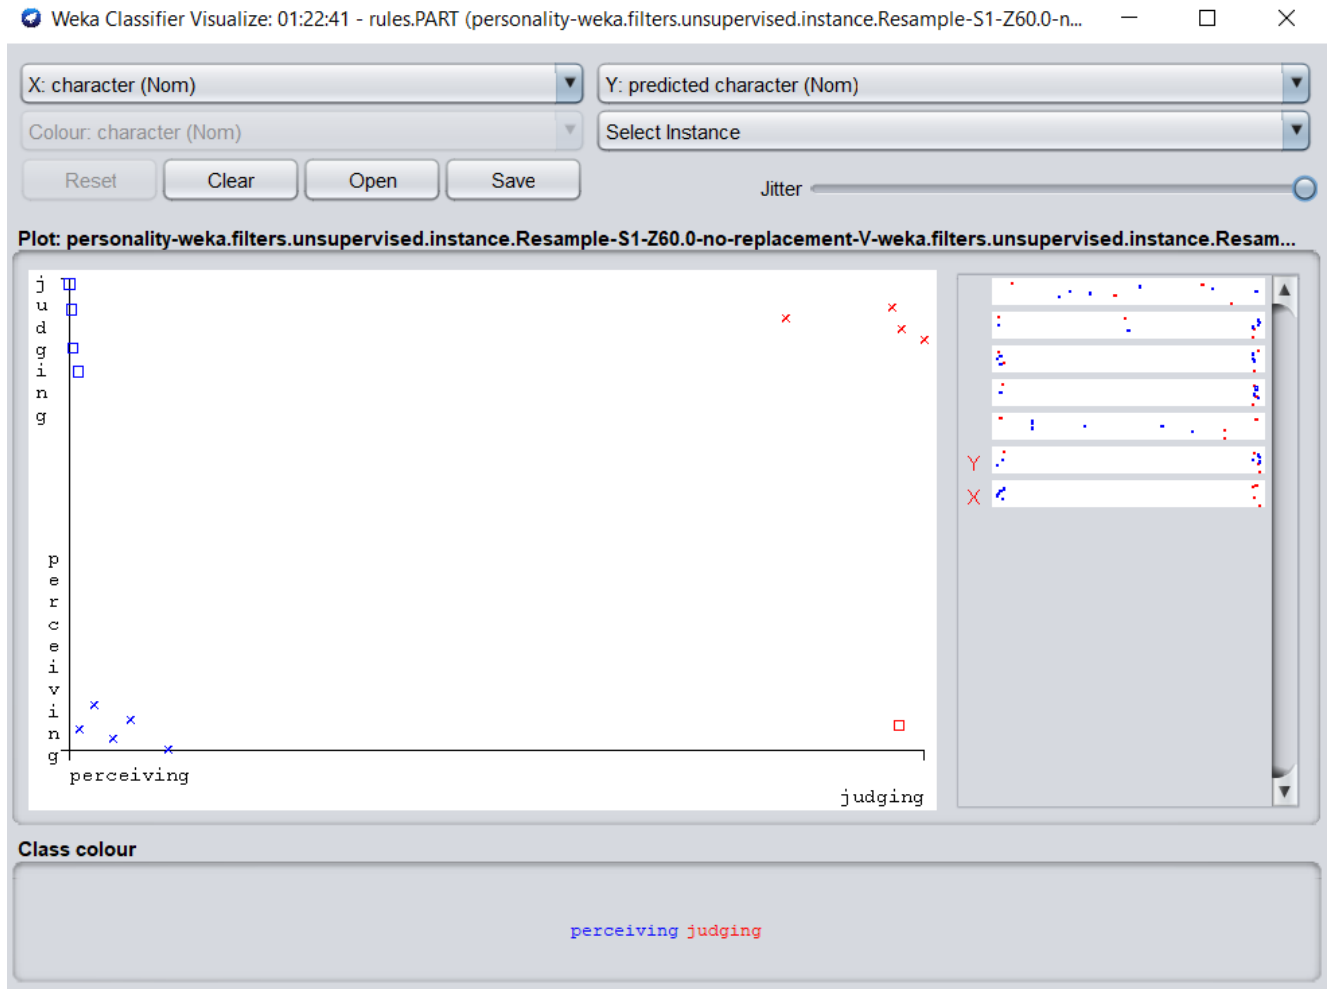 Weka Classifier Visualize: 01:22:41 - rules.PART (personality-weka.filters.unsupervised.instance.Resample-S1-Z60.0-n...
X: character (Nom)
Y: predicted character (Nom)
Colour: character (Nom)
Select Instance
Reset
Clear
Open
Save
Jitter
Plot: personality-weka.filters.unsupervised.instance.Resample-S1-Z60.0-no-replacement-V-weka.filters.unsupervised.instance.Resam...
judging
perceiving
perceiving
judging
Y
X
Class colour
perceiving judging